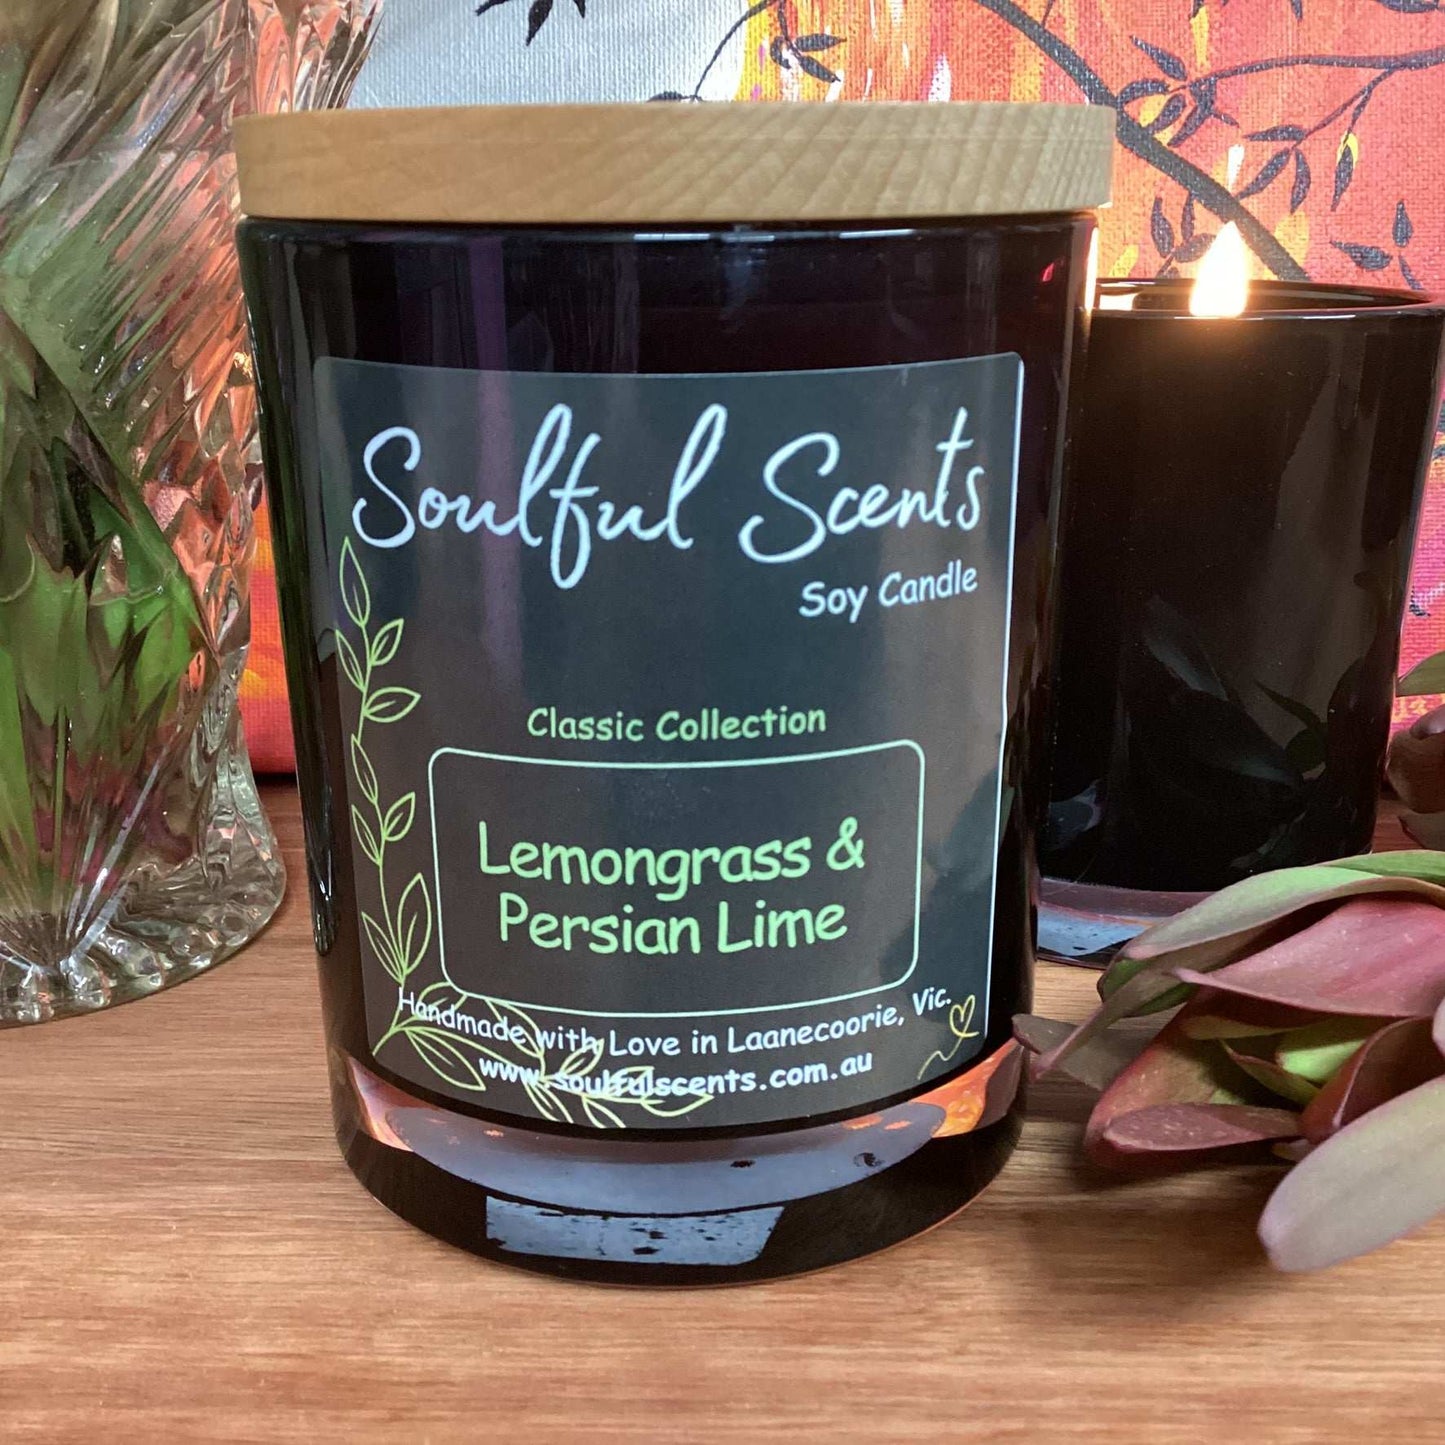 Soulful Scents
Soy Candle
Classic Collection
Lemongrass &
Persian Lime
Handmade with Love in Laanecoorie, Vic.
www.soulfulscents.com.au